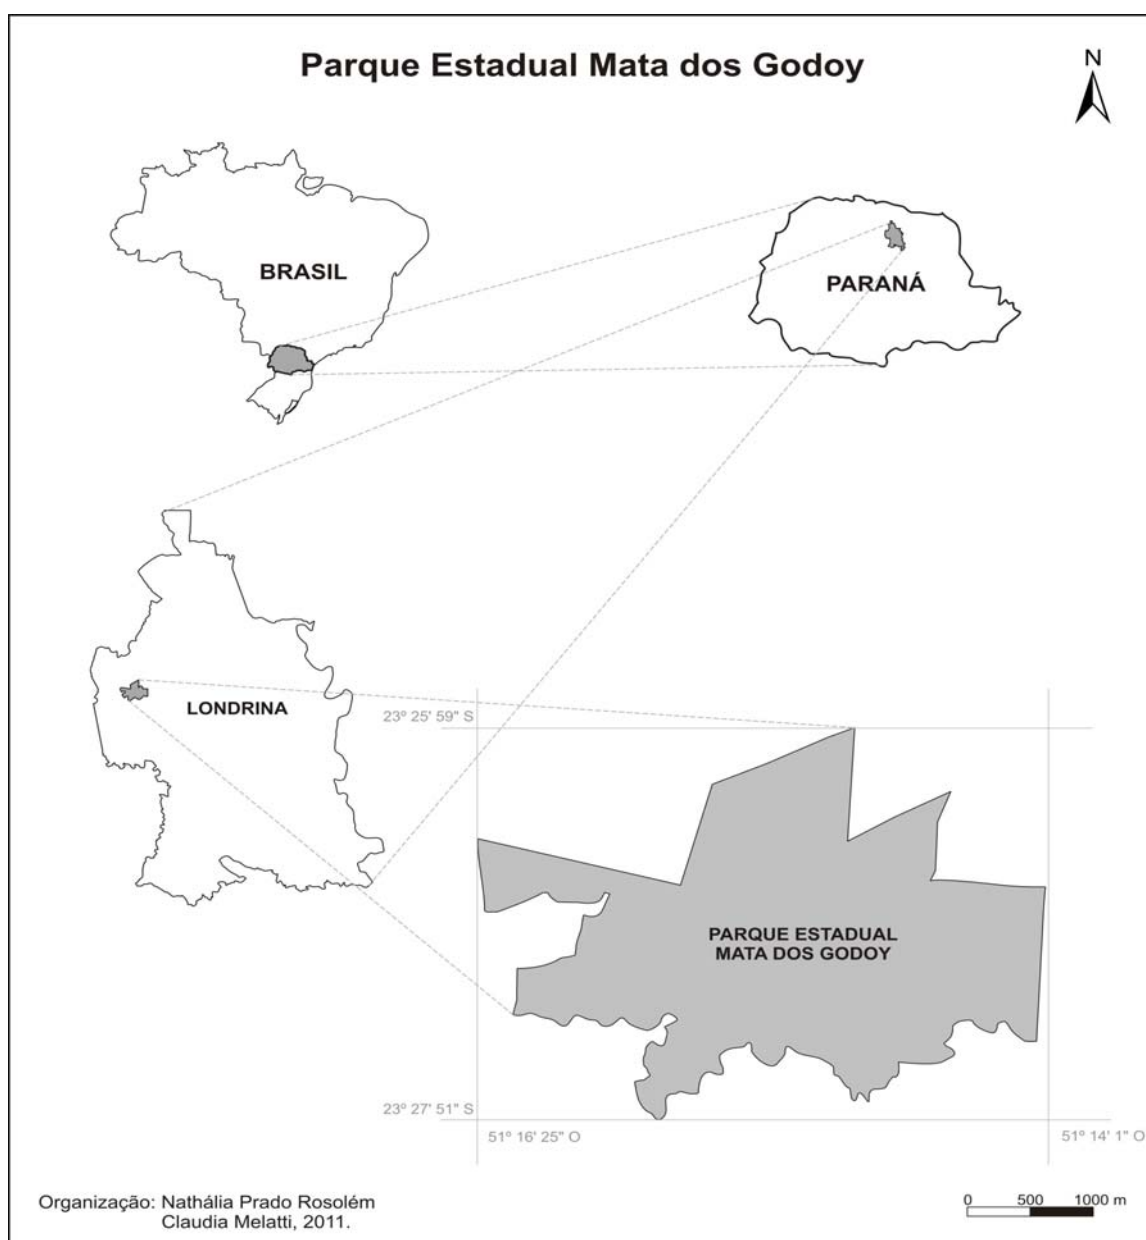 Parque Estadual Mata dos Godoy
N
BRASIL
PARANÁ
LONDRINA
23º 25' 59" S
PARQUE ESTADUAL
MATA DOS GODOY
23º 27' 51" S
51º 16' 25" O
51º 14' 1" O
Organização: Nathália Prado Rosolém
Claudia Melatti, 2011.
0 500 1000 m